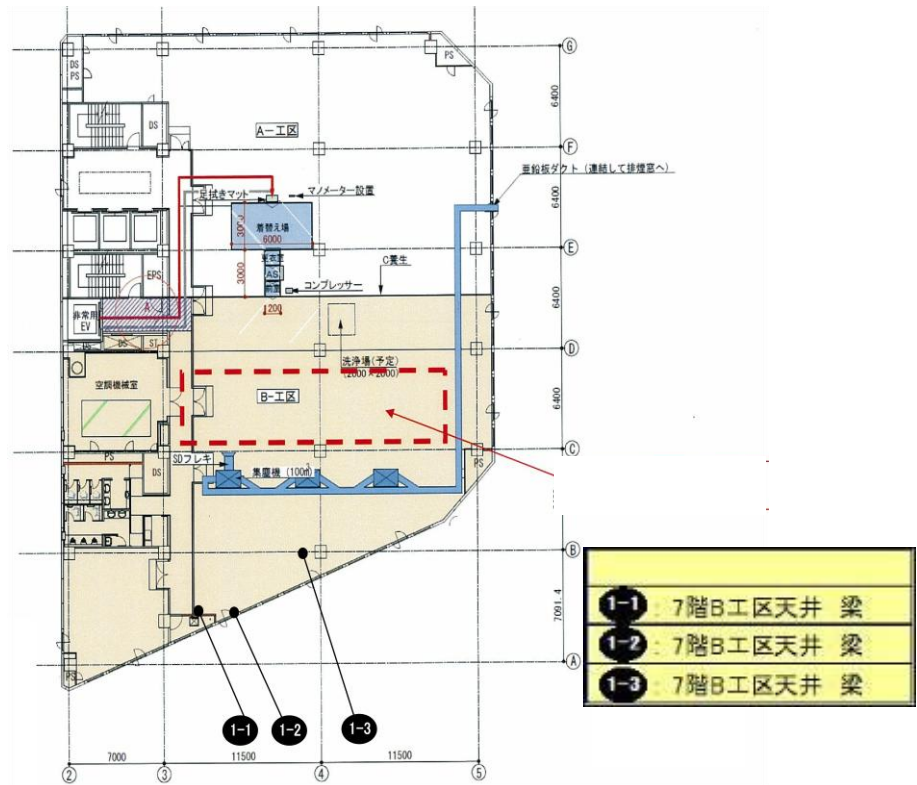 G
PS
DS
PS
6400
A-工区
DS
F
亜鉛板ダクト (連結して排煙窓へ)
足拭きマット
マノメーター設置
6400
3000
着替え場
6000
E
更衣室
C養生
EPS
3000
AS
前室
コンプレッサー
6400
A
200
非常用
EV
DS
ST
D
洗浄場(予定)
(2000×2000)
空調機械室
B-工区
6400
C
PS
SDフレキ
集塵機 (100㎥)
DS
PS
B
7091.4
1-1 : 7階B工区天井 梁
1-2 : 7階B工区天井 梁
1-3 : 7階B工区天井 梁
A
PS
1-1
1-2
1-3
7000
11500
11500
2
3
4
5